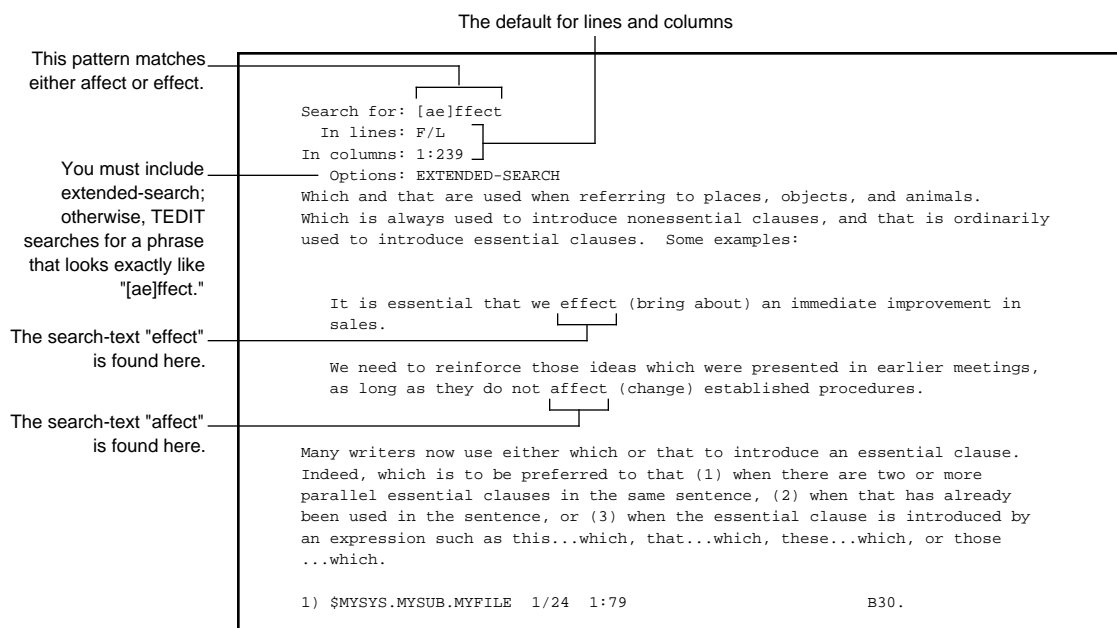 The default for lines and columns
This pattern matches
either affect or effect.
Search for: [ae]ffect
In lines: F/L
In columns: 1:239
Options: EXTENDED-SEARCH
You must include
extended-search;
otherwise, TEDIT
searches for a phrase
that looks exactly like
"[ae]ffect."
Which and that are used when referring to places, objects, and animals.
Which is always used to introduce nonessential clauses, and that is ordinarily
used to introduce essential clauses.  Some examples:
It is essential that we effect (bring about) an immediate improvement in
sales.
The search-text "effect"
is found here.
We need to reinforce those ideas which were presented in earlier meetings,
as long as they do not affect (change) established procedures.
The search-text "affect"
is found here.
Many writers now use either which or that to introduce an essential clause.
Indeed, which is to be preferred to that (1) when there are two or more
parallel essential clauses in the same sentence, (2) when that has already
been used in the sentence, or (3) when the essential clause is introduced by
an expression such as this...which, that...which, these...which, or those
...which.
1) $MYSYS.MYSUB.MYFILE  1/24  1:79 B30.